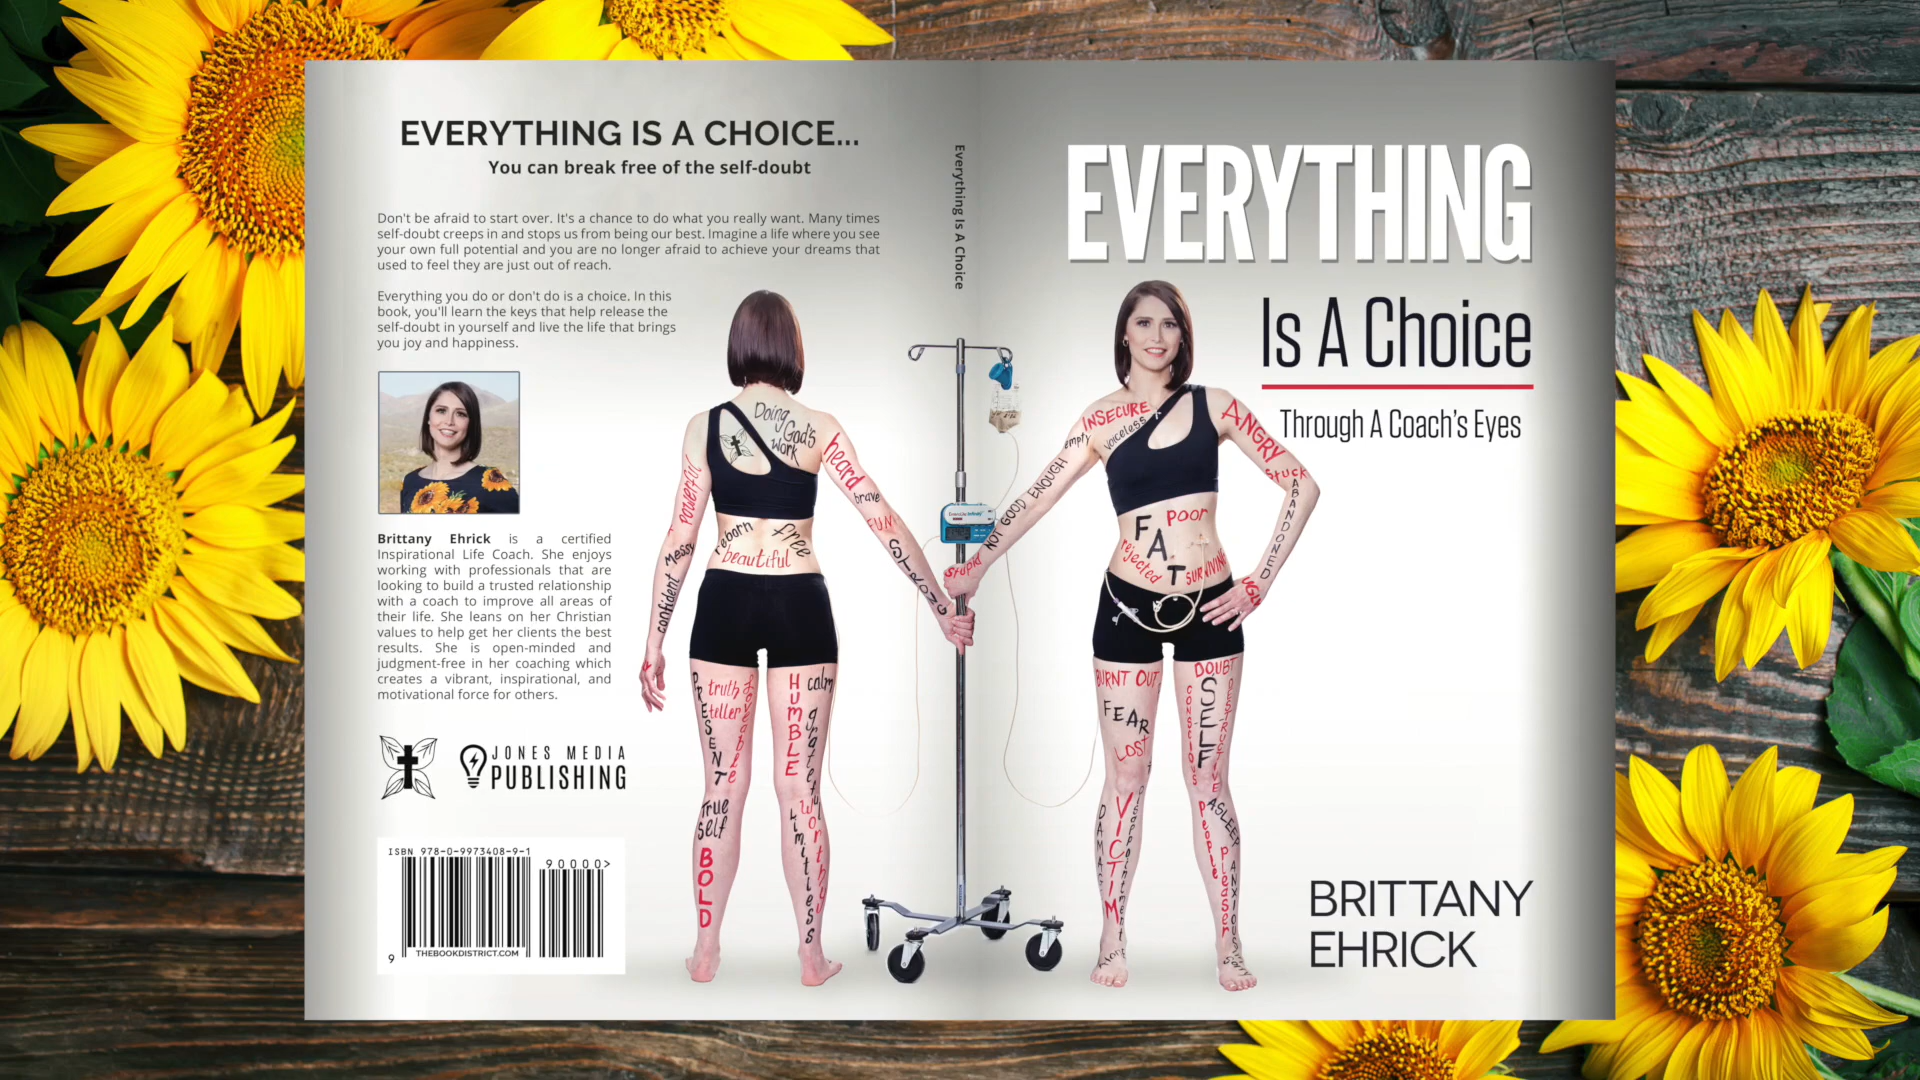 EVERYTHING IS A CHOICE...
You can break free of the self-doubt
Don't be afraid to start over. It's a chance to do what you really want. Many times
self-doubt creeps in and stops us from being our best. Imagine a life where you see
your own full potential and you are no longer afraid to achieve your dreams that
used to feel they are just out of reach.
Everything you do or don't do is a choice. In this
book, you'll learn the keys that help release the
self-doubt in yourself and live the life that brings
you joy and happiness.
Brittany Ehrick is a certified
Inspirational Life Coach. She enjoys
working with professionals that are
looking to build a trusted relationship
with a coach to improve all areas of
their life. She leans on her Christian
values to help get her clients the best
results. She is open-minded and
judgment-free in her coaching which
creates a vibrant, inspirational, and
motivational force for others.
JONES MEDIA
PUBLISHING
ISBN 978-0-9973408-9-1
90000>
9
THEBOOKDISTRICT.COM
Doing
God's
work
powerful
heard
brave
FUNNY
STRONG
reborn
free
beautiful
messy
confident
PRESENT
truth
teller
HUMBLE
calm
grateful
True
self
BOLD
worthy
Limitless
Everything Is A Choice
EVERYTHING
Is A Choice
Through A Coach's Eyes
INSECURE
empty
voiceless
NOT GOOD ENOUGH
stupid
ANGRY
stuck
ABANDONED
UGLY
FAT
POOR
rejected
SURVIVING
BURNT OUT
FEAR
LOST
DOUBT
SELF
CONSCIOUS
DESTRUCTIVE
VICTIM
disappointment
ASLEEP
People pleaser
ANXIOUS
BRITTANY
EHRICK